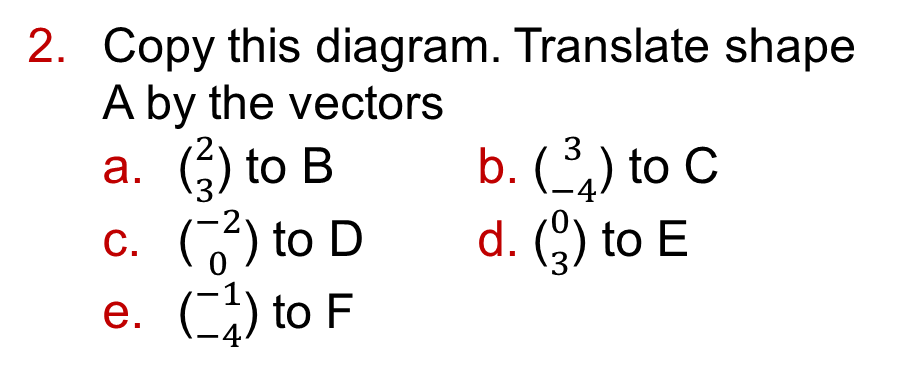 2. Copy this diagram. Translate shape
A by the vectors
a. (2 3) to B b. (3 −4) to C
c. (−2 0) to D d. (0 3) to E
e. (−1 −4) to F